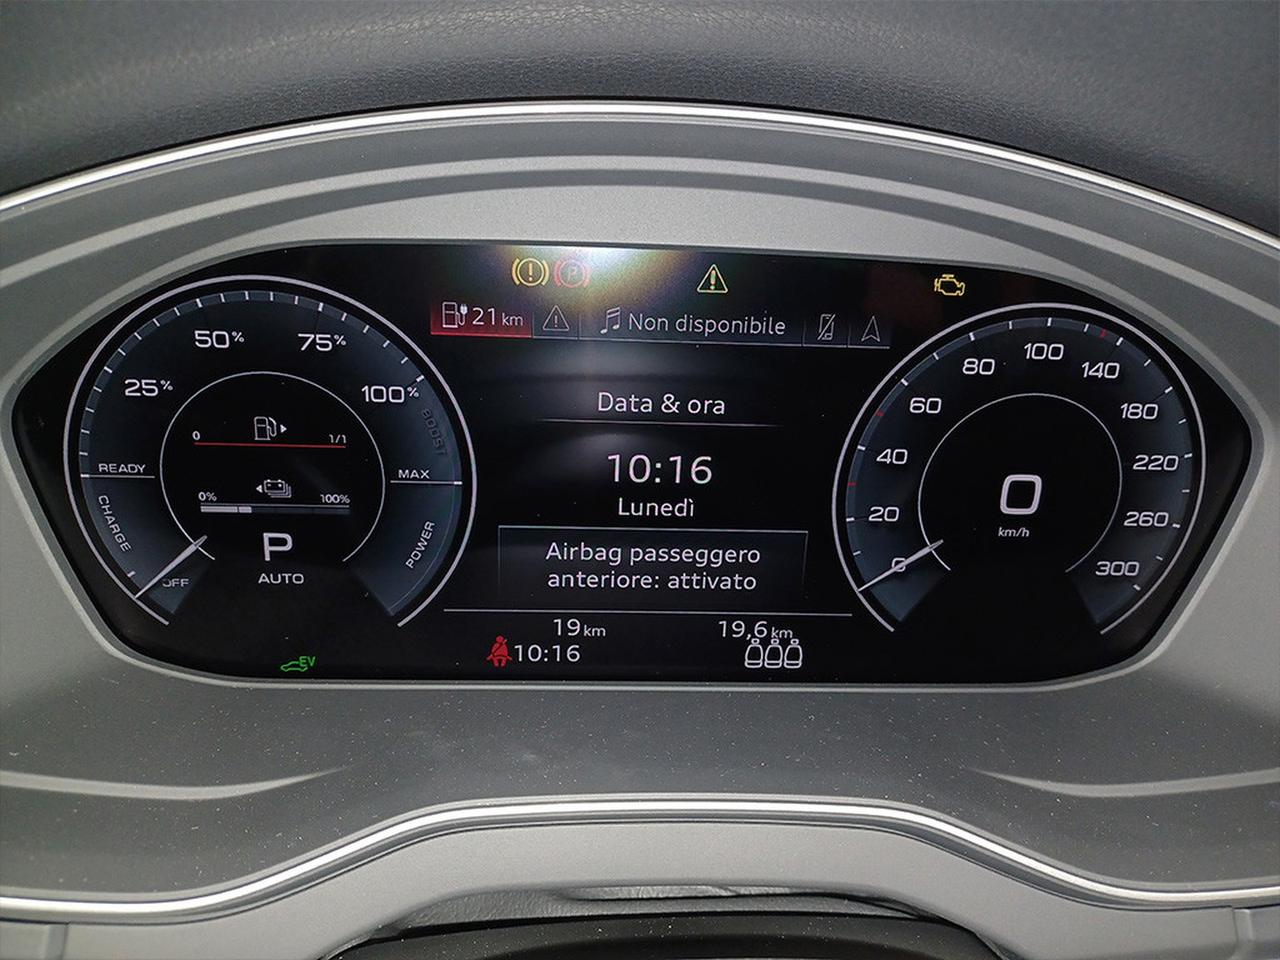 P
21 km
Non disponibile
Data & ora
10:16
Lunedì
Airbag passeggero
anteriore: attivato
19 km
19,6 km
10:16
25%
50%
75%
100%
BOOST
READY
MAX
CHARGE
POWER
OFF
0
1/1
0%
100%
P
AUTO
EV
0
20
40
60
80
100
140
180
220
260
300
0
km/h